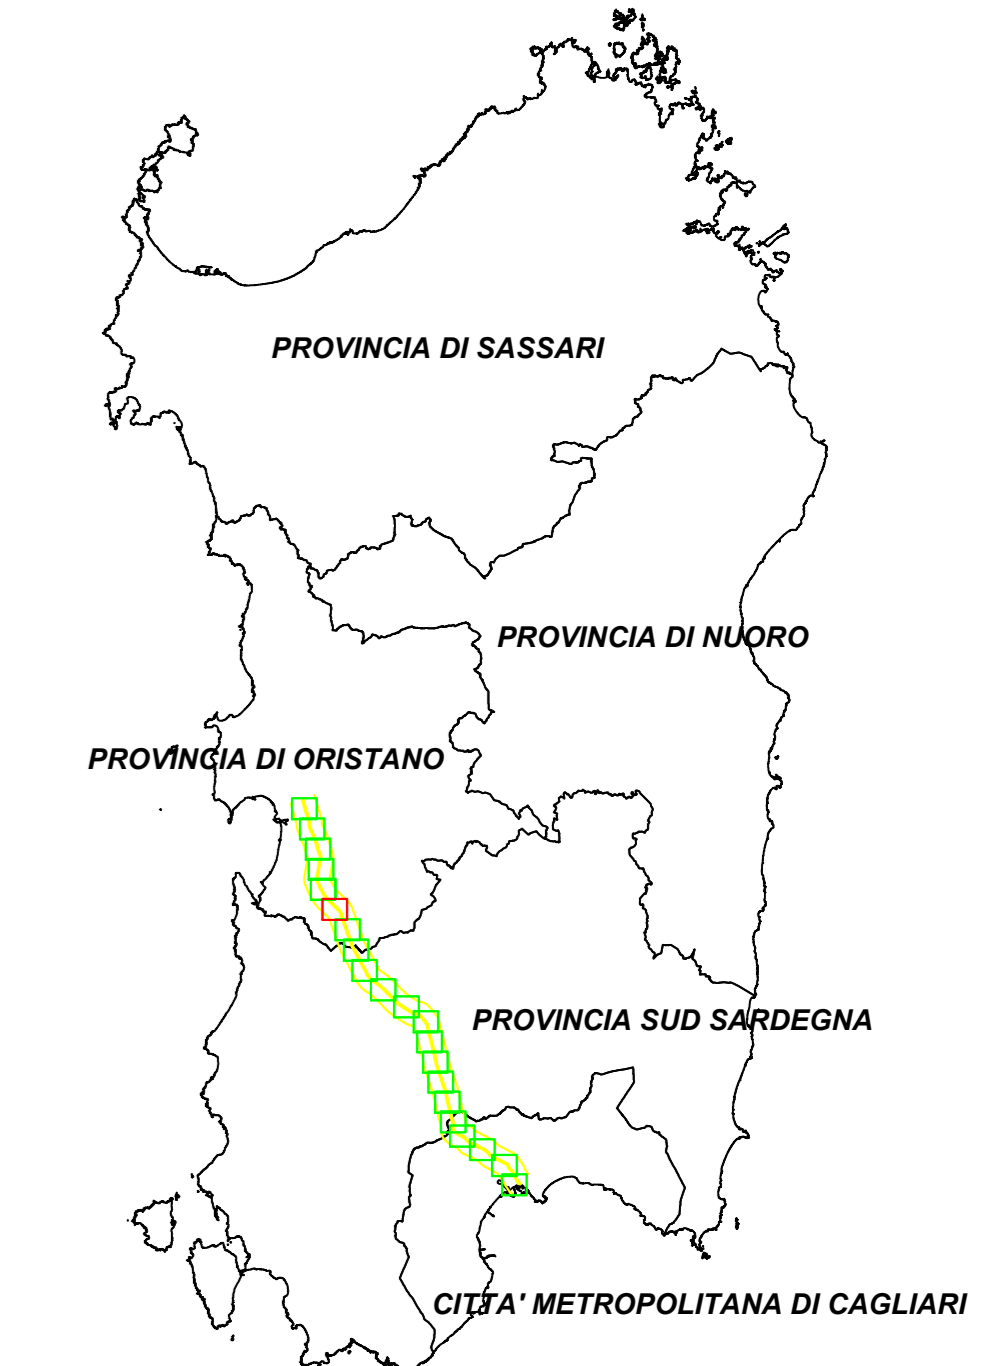 PROVINCIA DI SASSARI
PROVINCIA DI NUORO
PROVINCIA DI ORISTANO
PROVINCIA SUD SARDEGNA
CITTA' METROPOLITANA DI CAGLIARI